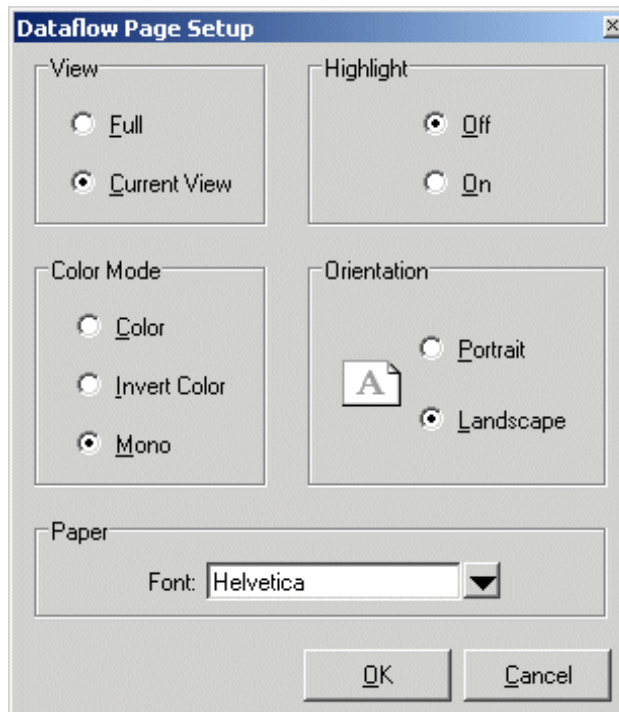 Dataflow Page Setup
View
Full
Current View
Highlight
Off
On
Color Mode
Color
Invert Color
Mono
Orientation
A
Portrait
Landscape
Paper
Font: Helvetica
OK
Cancel